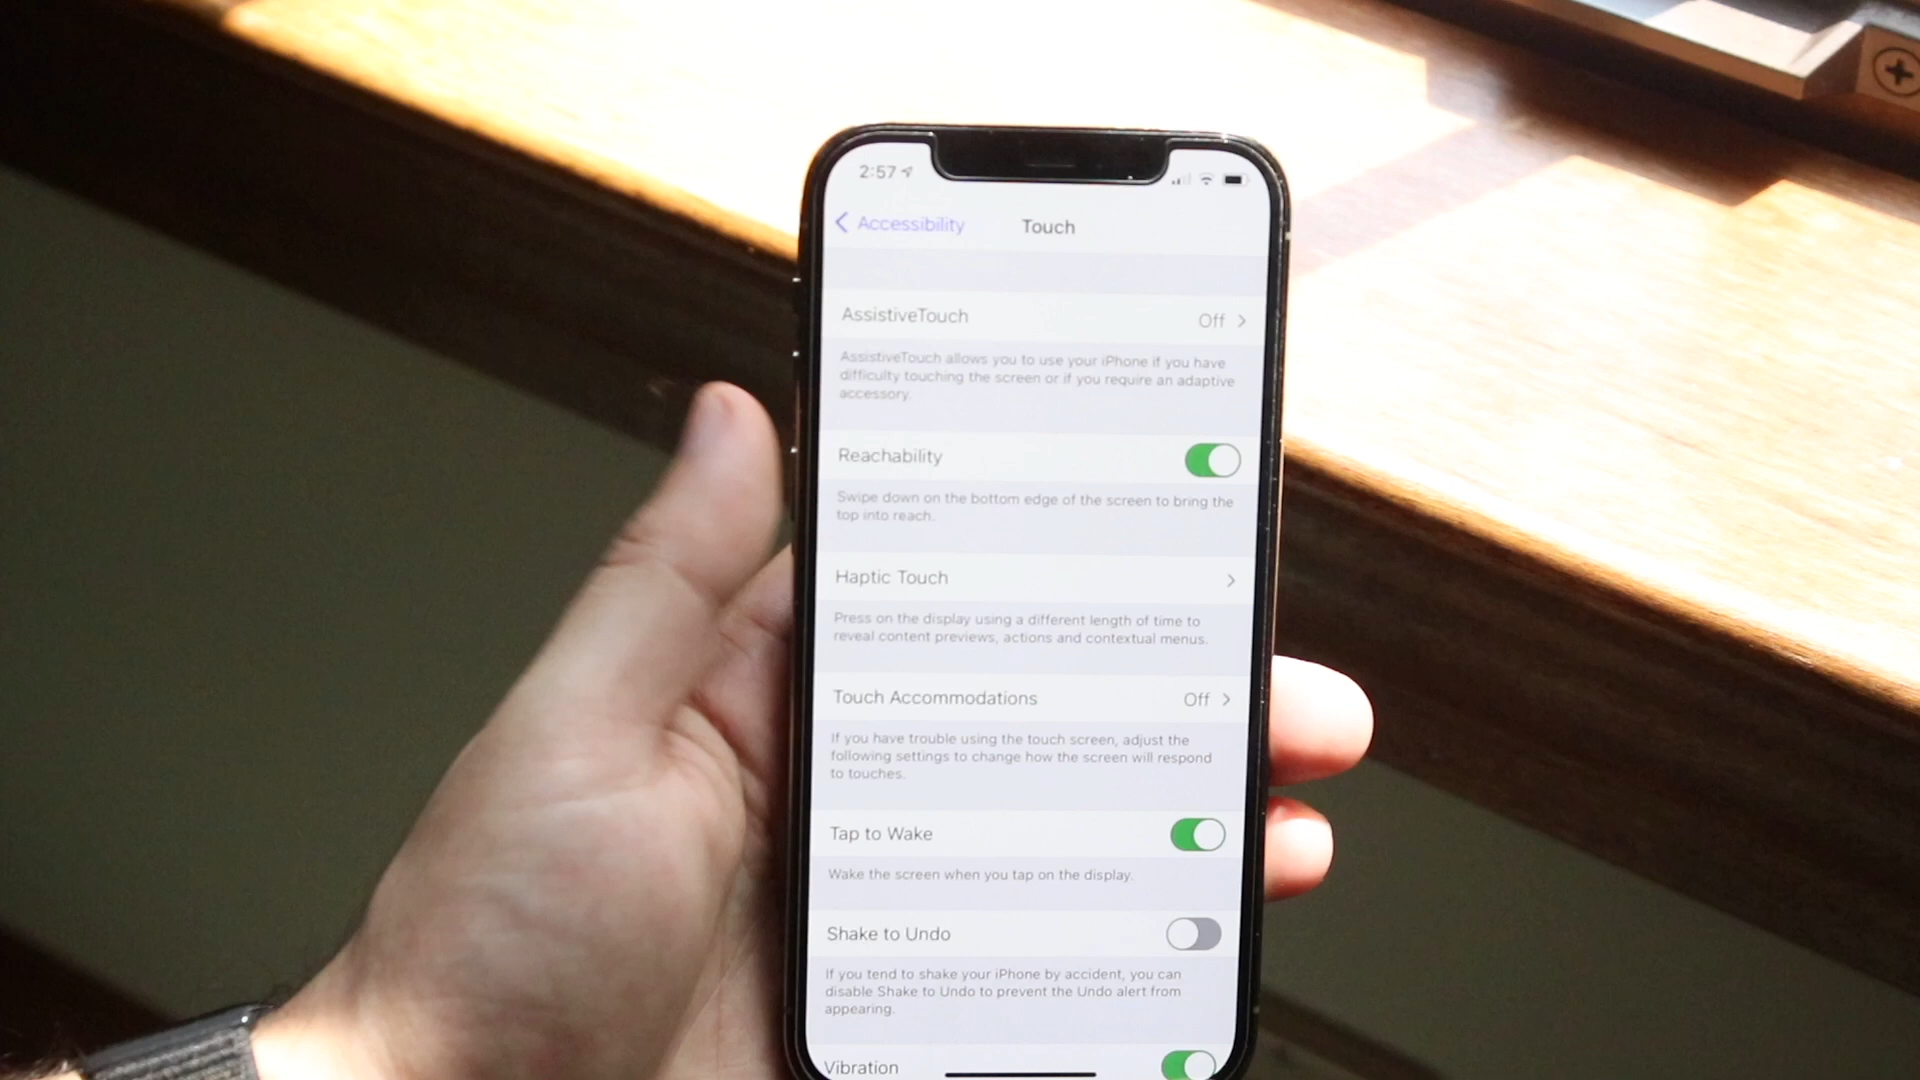 2:57
Accessibility
Touch
AssistiveTouch
Off
AssistiveTouch allows you to use your iPhone if you have
difficulty touching the screen or if you require an adaptive
accessory.
Reachability
Swipe down on the bottom edge of the screen to bring the
top into reach.
Haptic Touch
Press on the display using a different length of time to
reveal content previews, actions and contextual menus.
Touch Accommodations
Off
If you have trouble using the touch screen, adjust the
following settings to change how the screen will respond
to touches.
Tap to Wake
Wake the screen when you tap on the display.
Shake to Undo
If you tend to shake your iPhone by accident, you can
disable Shake to Undo to prevent the Undo alert from
appearing.
Vibration